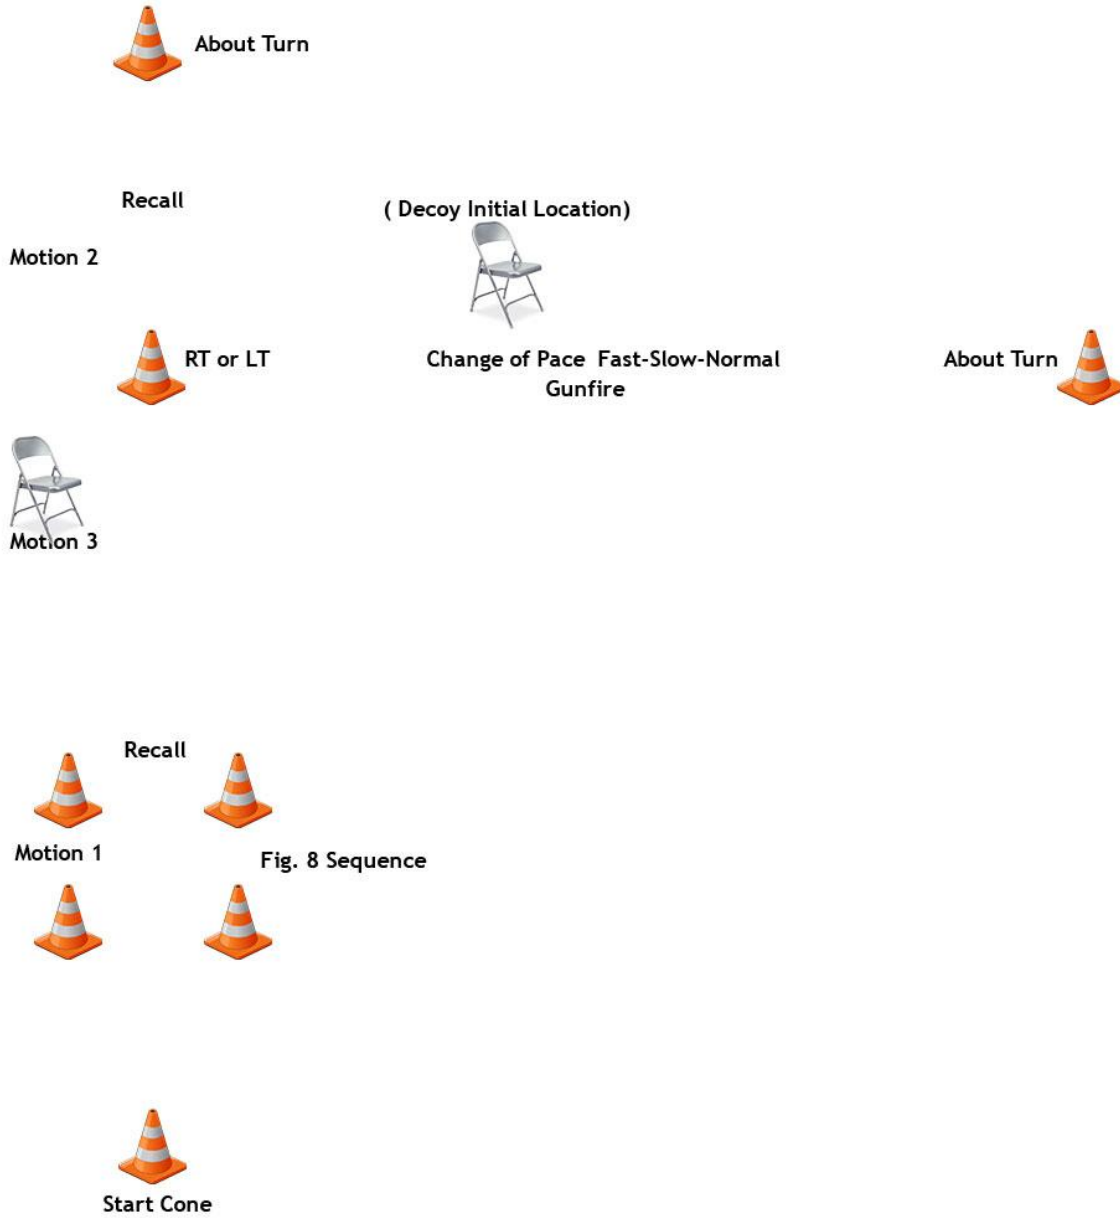 About Turn
Recall
( Decoy Initial Location)
Motion 2
RT or LT
Change of Pace Fast-Slow-Normal
Gunfire
About Turn
Motion 3
Recall
Motion 1
Fig. 8 Sequence
Start Cone